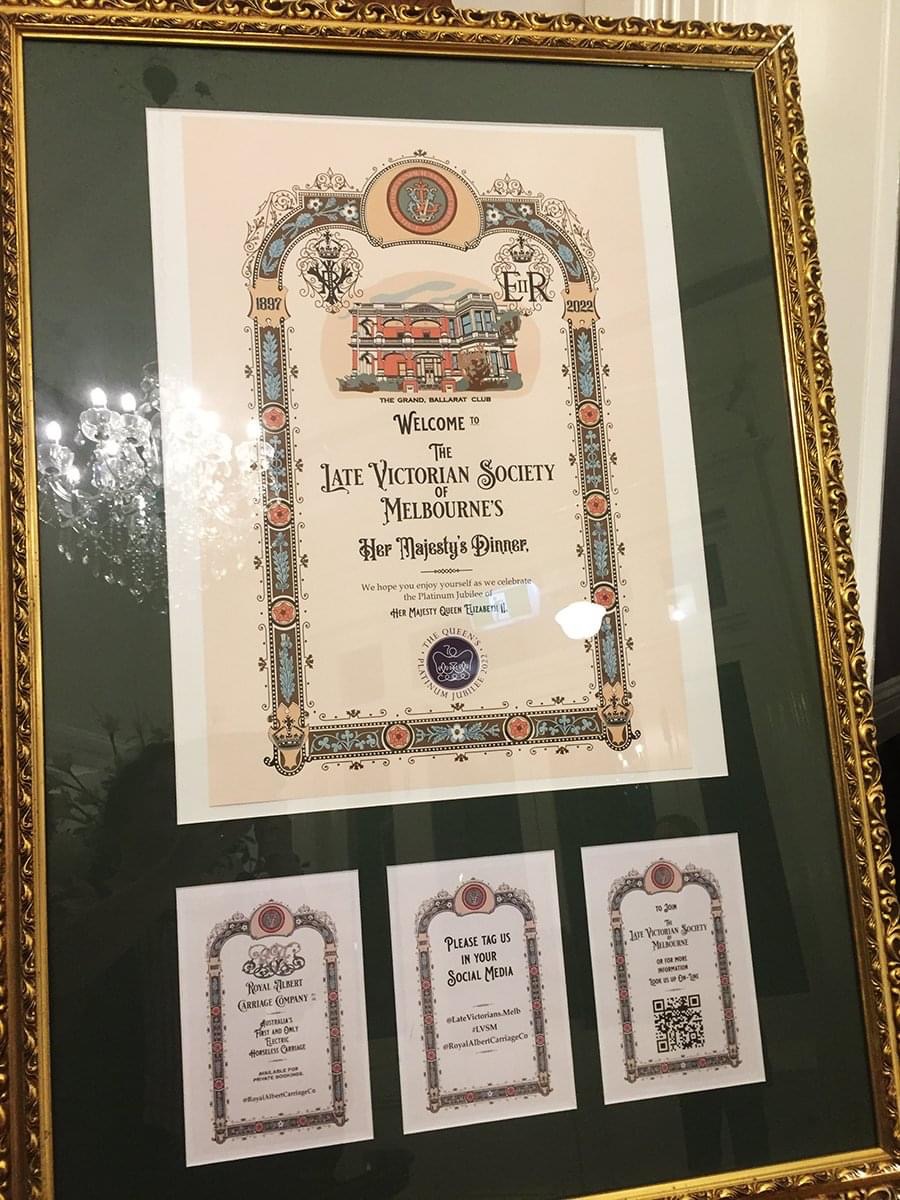 1897
2022
VRI
EIIR
THE GRAND, BALLARAT CLUB
WELCOME TO
THE
LATE VICTORIAN SOCIETY
OF
MELBOURNE'S
HER MAJESTY'S DINNER,
We hope you enjoy yourself as we celebrate
the Platinum Jubilee of
HER MAJESTY QUEEN ELIZABETH II.
THE QUEEN'S
70
PLATINUM JUBILEE 2022
ROYAL ALBERT
CARRIAGE COMPANY
AUSTRALIA'S
FIRST AND ONLY
ELECTRIC
HORSELESS CARRIAGE
AVAILABLE FOR
PRIVATE BOOKINGS.
@RoyalAlbertCarriageCo
PLEASE TAG US
IN YOUR
SOCIAL MEDIA
@LateVictorians.Melb
#LVSM
@RoyalAlbertCarriageCo
TO JOIN
THE
LATE VICTORIAN SOCIETY
OF
MELBOURNE
OR FOR MORE
INFORMATION
LOOK US UP ON-LINE